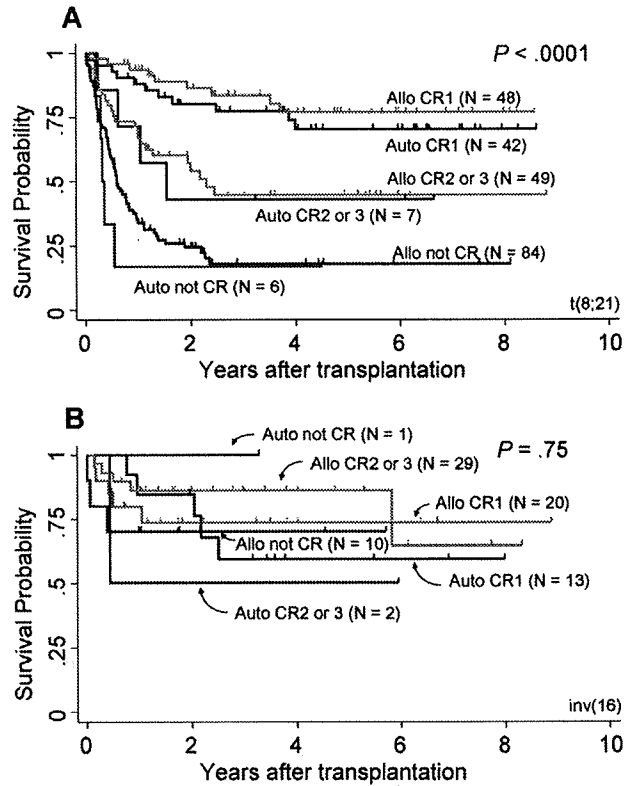 A
P < .0001
1
.75
.5
.25
0
Survival Probability
Allo CR1 (N = 48)
Auto CR1 (N = 42)
Allo CR2 or 3 (N = 49)
Auto CR2 or 3 (N = 7)
Allo not CR (N = 84)
Auto not CR (N = 6)
t(8;21)
0 2 4 6 8 10
Years after transplantation
B
P = .75
1
.75
.5
.25
0
Survival Probability
Auto not CR (N = 1)
Allo CR2 or 3 (N = 29)
Allo CR1 (N = 20)
Allo not CR (N = 10)
Auto CR1 (N = 13)
Auto CR2 or 3 (N = 2)
inv(16)
0 2 4 6 8 10
Years after transplantation